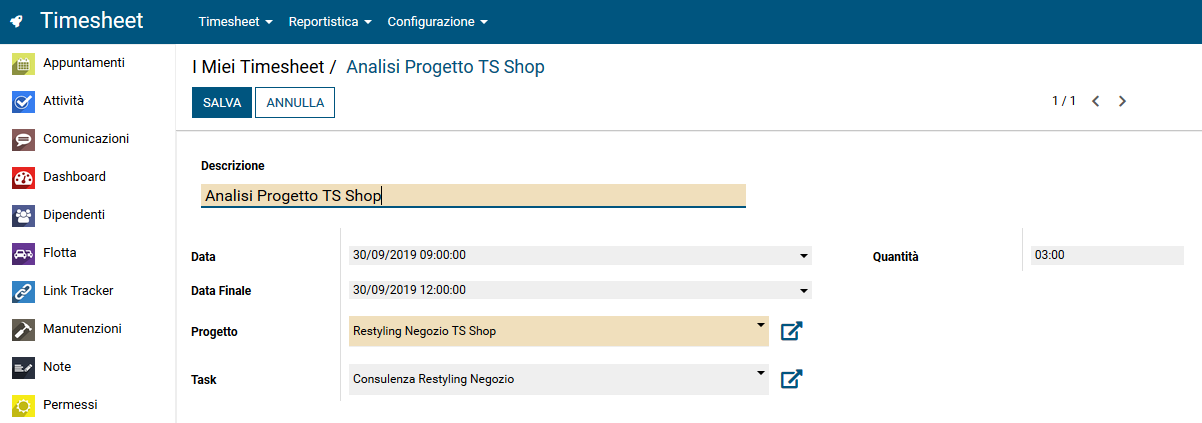 Timesheet
Timesheet Reportistica Configurazione
Appuntamenti
Attività
Comunicazioni
Dashboard
Dipendenti
Flotta
Link Tracker
Manutenzioni
Note
Permessi
I Miei Timesheet / Analisi Progetto TS Shop
SALVA ANNULLA
1 / 1
Descrizione
Analisi Progetto TS Shop
Data 30/09/2019 09:00:00 Quantità 03:00
Data Finale 30/09/2019 12:00:00
Progetto Restyling Negozio TS Shop
Task Consulenza Restyling Negozio